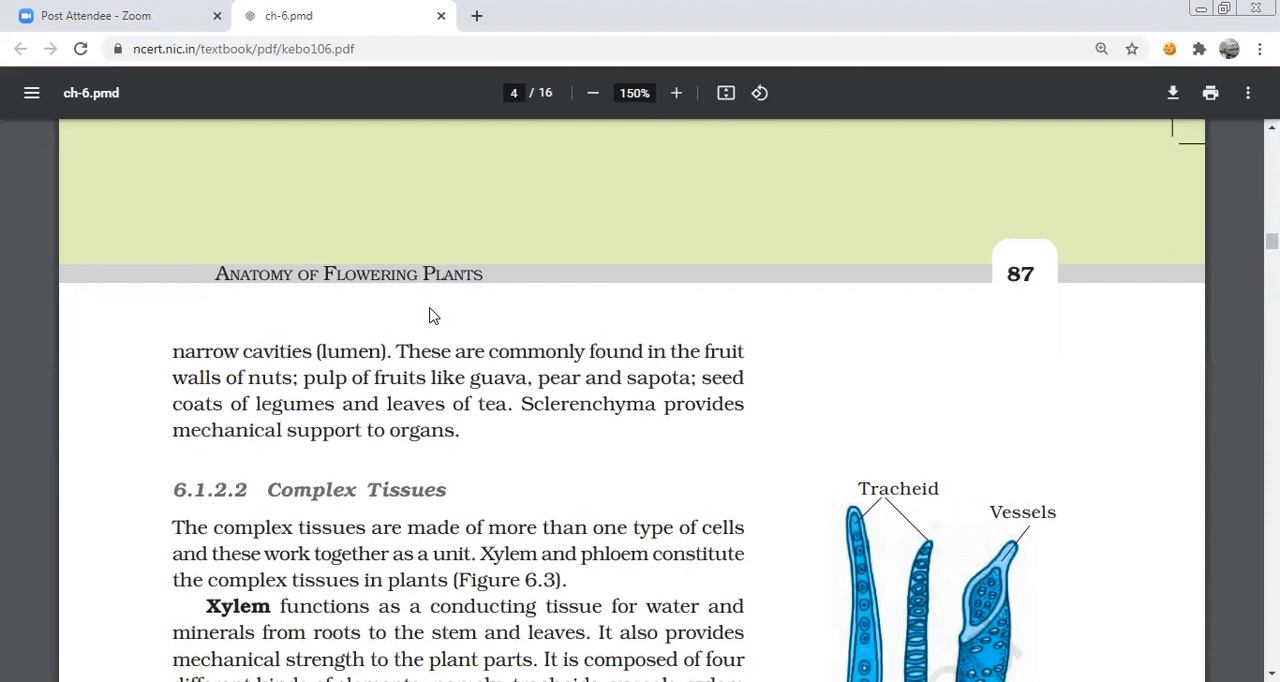 Post Attendee - Zoom
ch-6.pmd
ncert.nic.in/textbook/pdf/kebo106.pdf
ch-6.pmd
4 / 16
150%
ANATOMY OF FLOWERING PLANTS
87
narrow cavities (lumen). These are commonly found in the fruit
walls of nuts; pulp of fruits like guava, pear and sapota; seed
coats of legumes and leaves of tea. Sclerenchyma provides
mechanical support to organs.
6.1.2.2 Complex Tissues
The complex tissues are made of more than one type of cells
and these work together as a unit. Xylem and phloem constitute
the complex tissues in plants (Figure 6.3).
Xylem functions as a conducting tissue for water and
minerals from roots to the stem and leaves. It also provides
mechanical strength to the plant parts. It is composed of four
Tracheid
Vessels